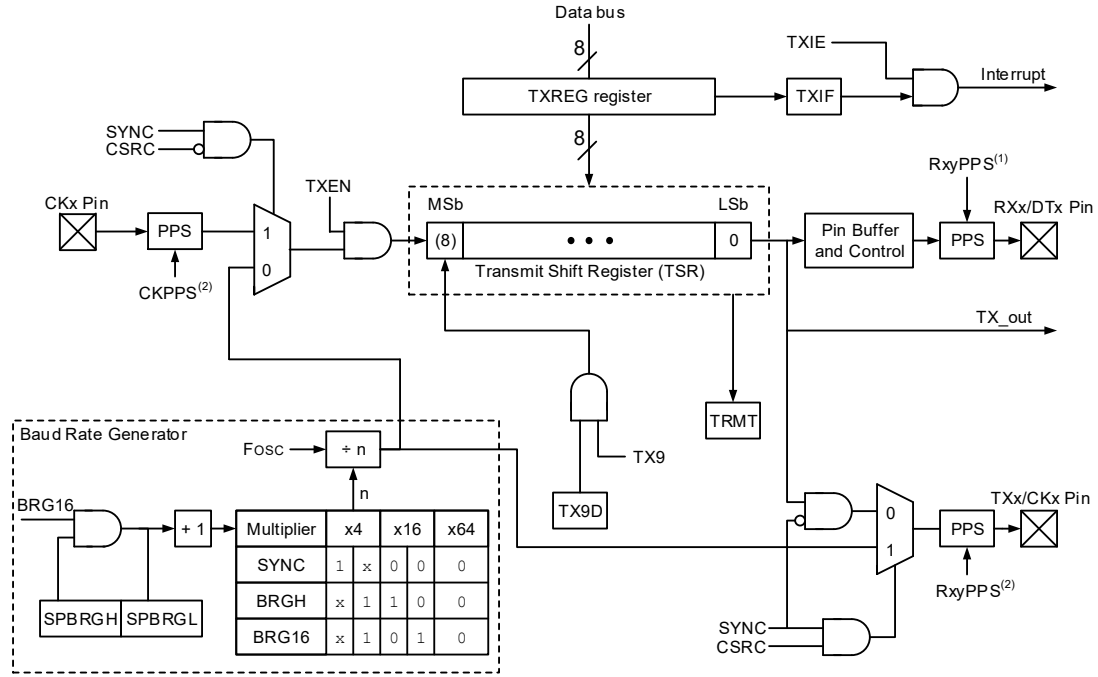 Data bus
8
TXIE
TXREG register
TXIF
Interrupt
SYNC
CSRC
8
RxyPPS(1)
CKx Pin
TXEN
MSb
LSb
RXx/DTx Pin
PPS
1
(8)
• • •
0
Pin Buffer
and Control
PPS
0
Transmit Shift Register (TSR)
CKPPS(2)
TX_out
TRMT
Baud Rate Generator
FOSC
÷ n
TX9
n
TX9D
TXx/CKx Pin
BRG16
+ 1
Multiplier x4 x16 x64
0
PPS
SYNC 1 x 0 0 0
1
BRGH x 1 1 0 0
RxyPPS(2)
SPBRGH SPBRGL
BRG16 x 1 0 1 0
SYNC
CSRC